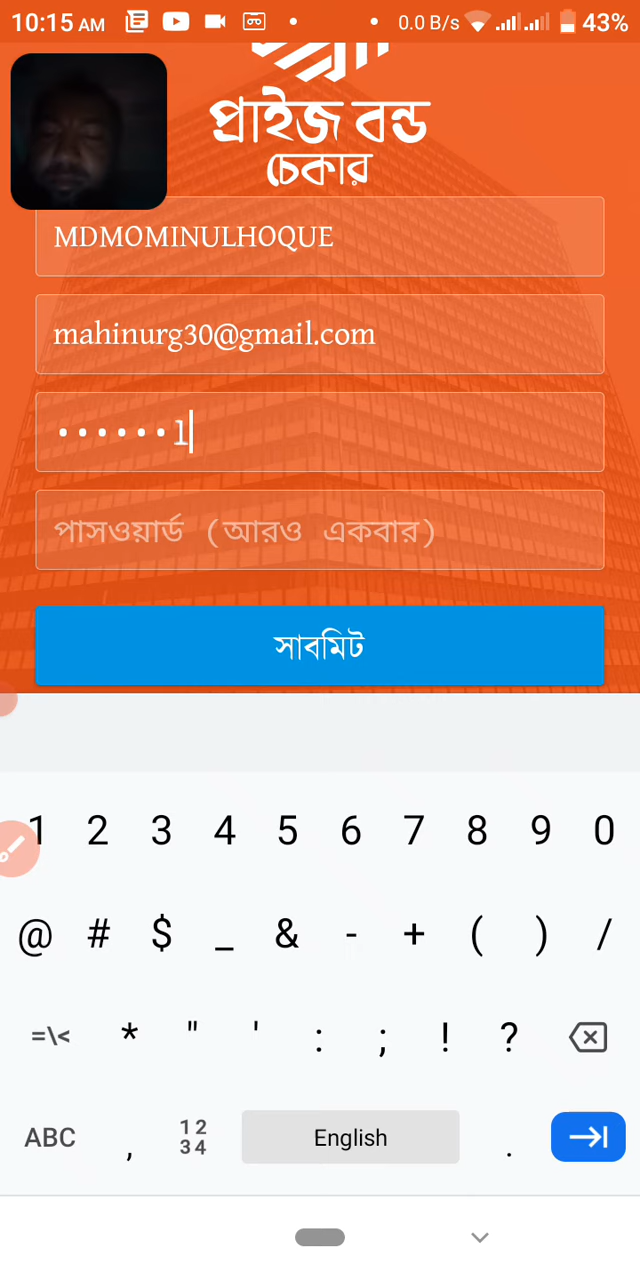 10:15 AM 0.0 B/s 43%
প্রাইজ বন্ড
চেকার
MDMOMINULHOQUE
mahinurg30@gmail.com
••••••1
পাসওয়ার্ড (আরও একবার)
সাবমিট
1 2 3 4 5 6 7 8 9 0
@ # $ _ & - + ( ) /
=\< * " ' : ; ! ?
ABC , 12 34 English .